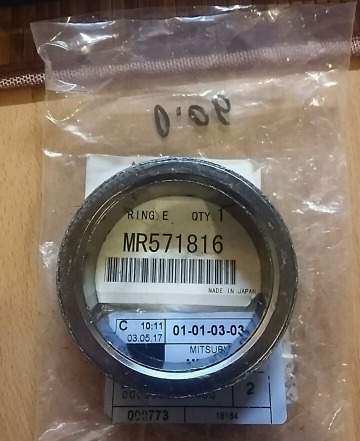 90.0
RING,E QTY 1
MR571816
MADE IN JAPAN
C 10:11 01-01-03-03
03.05.17
MITSUB
2
000773 18184